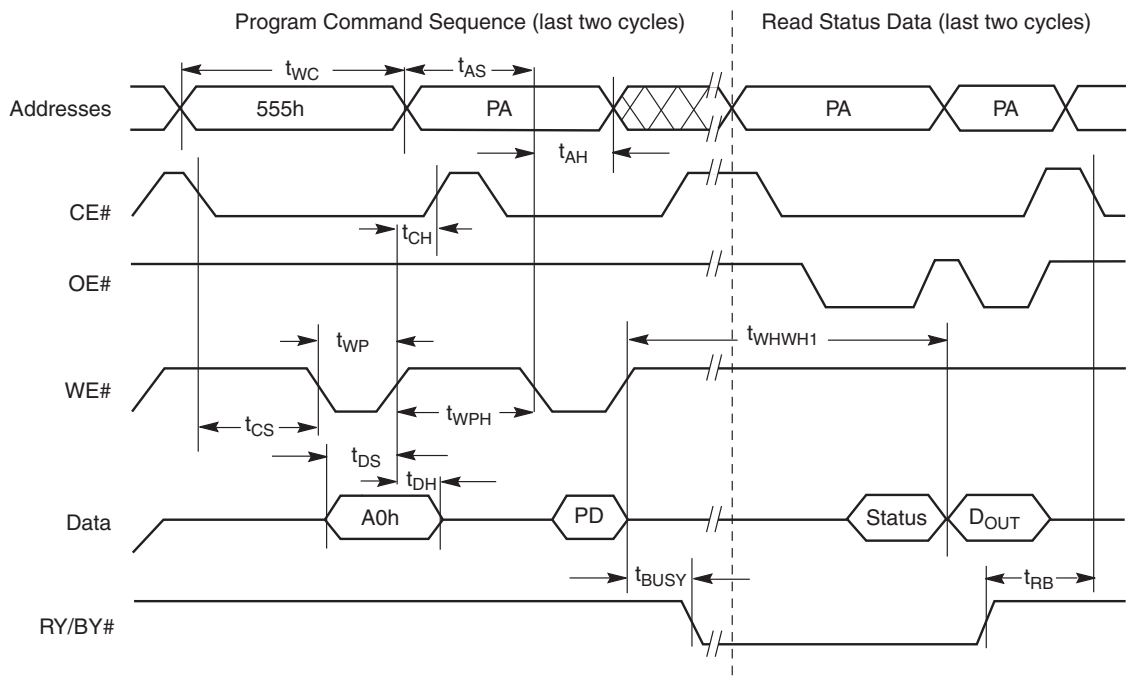 Program Command Sequence (last two cycles)
Read Status Data (last two cycles)
tWC
tAS
Addresses
555h
PA
PA
PA
tAH
CE#
tCH
OE#
tWP
tWHWH1
WE#
tCS
tWPH
tDS
tDH
Data
A0h
PD
Status
DOUT
tBUSY
tRB
RY/BY#